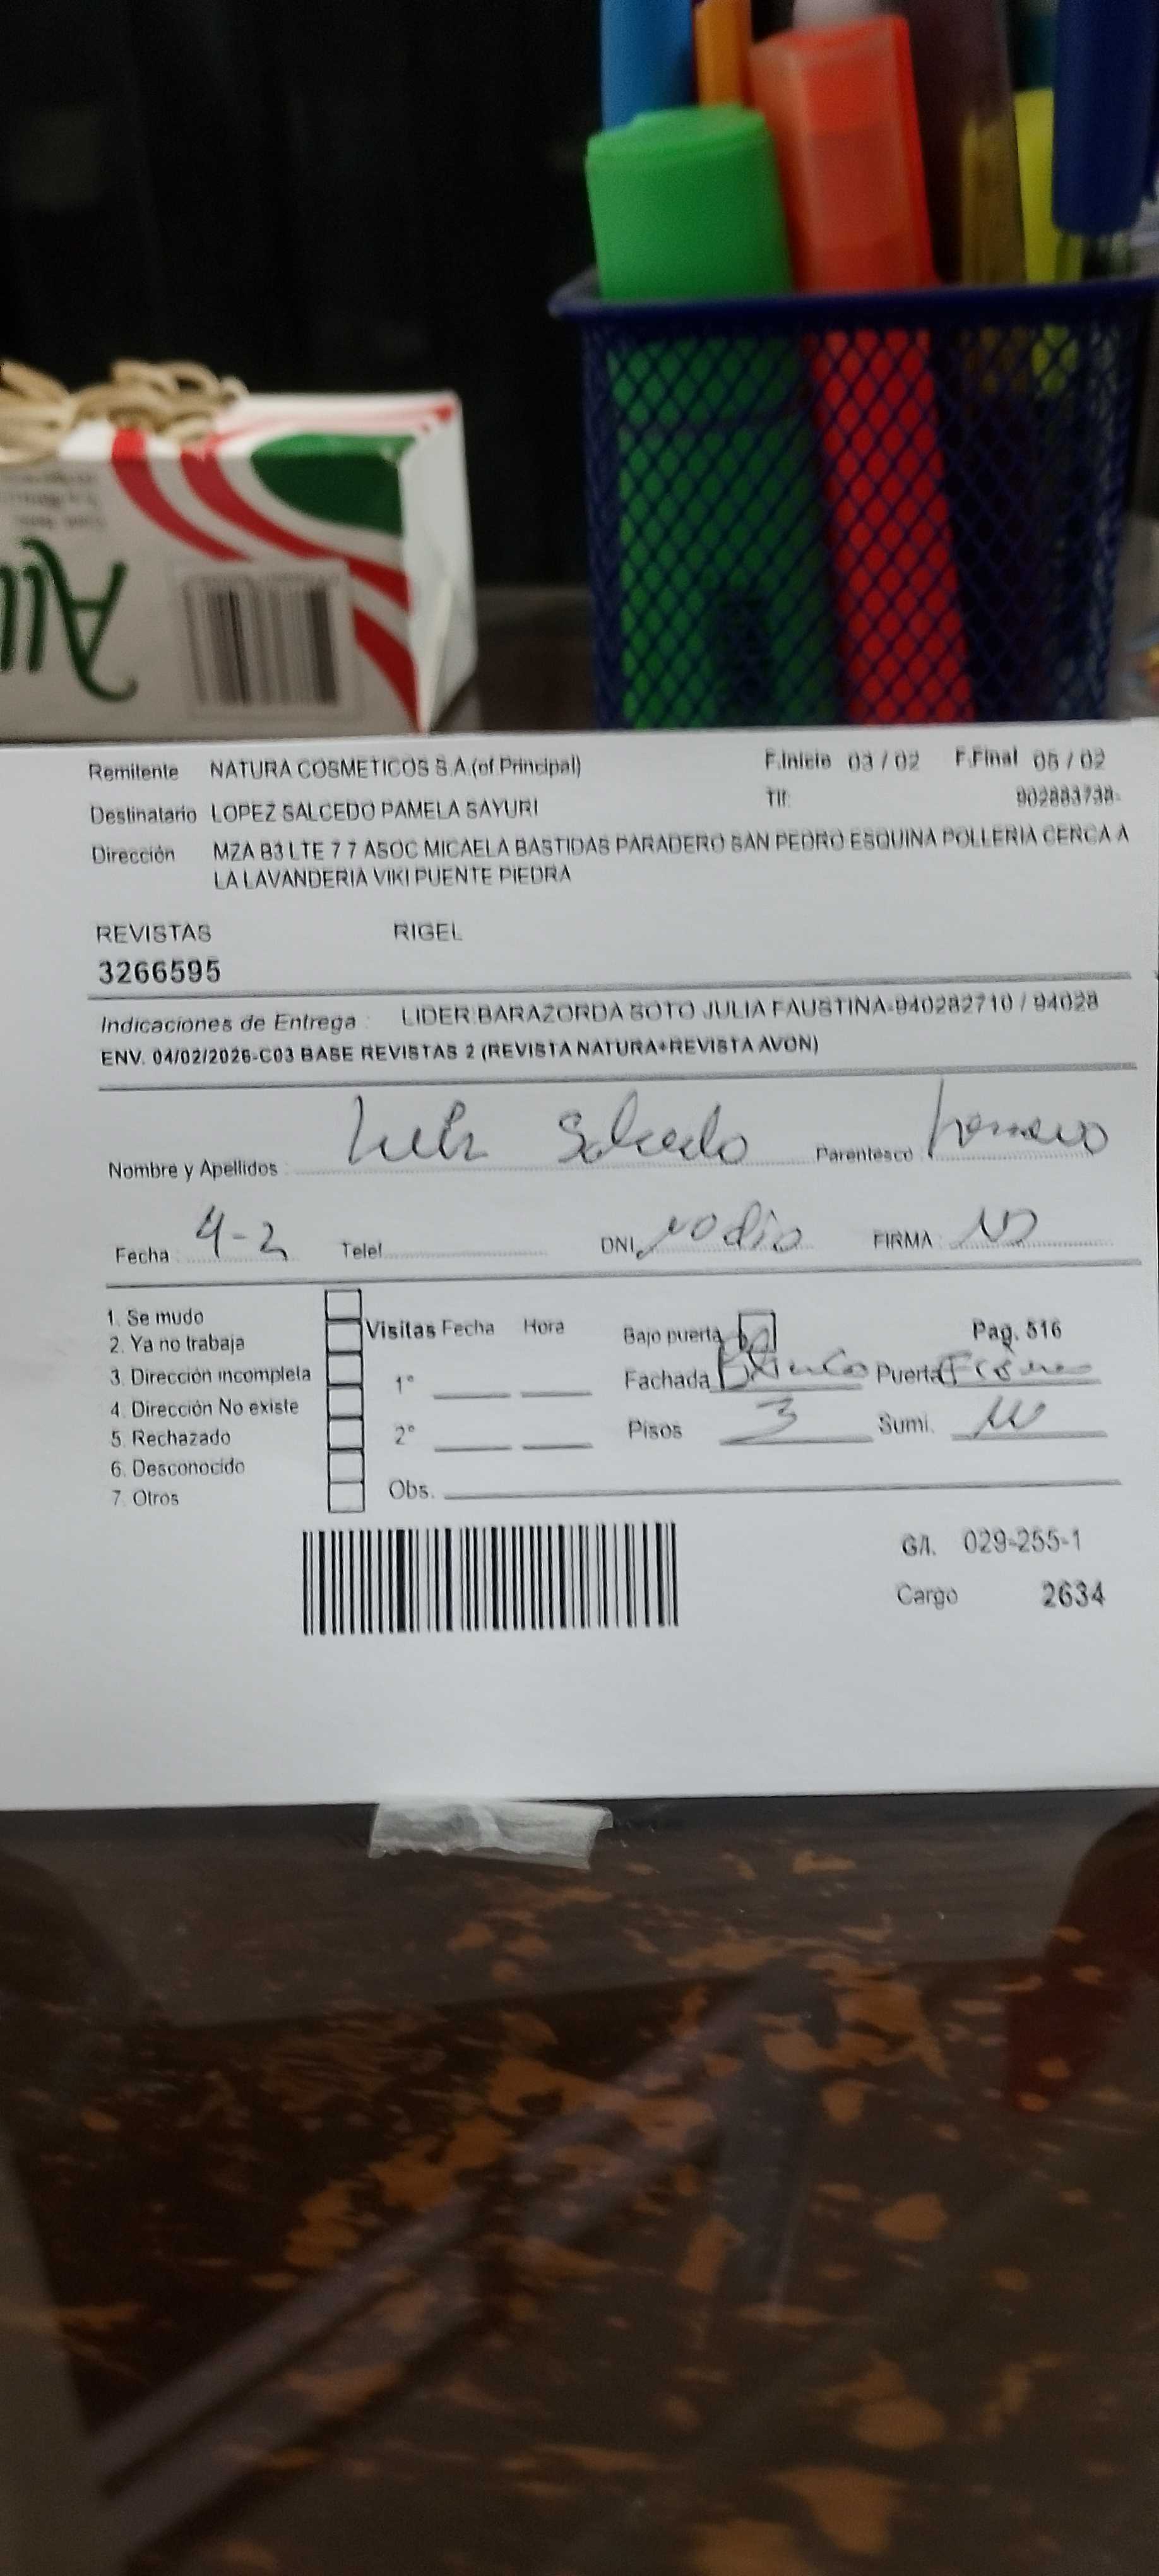 Remitente NATURA COSMETICOS S.A.(of.Principal) F.Inicio 03 / 02 F.Final 05 / 02
Destinatario LOPEZ SALCEDO PAMELA SAYURI Tlf: 902883738-
Dirección MZA B3 LTE 7 7 ASOC MICAELA BASTIDAS PARADERO SAN PEDRO ESQUINA POLLERIA CERCA A
LA LAVANDERIA VIKI PUENTE PIEDRA
REVISTAS RIGEL
3266595
Indicaciones de Entrega : LIDER:BARAZORDA SOTO JULIA FAUSTINA-940282710 / 94028
ENV. 04/02/2026-C03 BASE REVISTAS 2 (REVISTA NATURA+REVISTA AVON)
Nombre y Apellidos Luis Salcedo Parentesco hermano
Fecha 4-2 Telef. DNI. no dio FIRMA
1. Se mudo
2. Ya no trabaja
3. Dirección incompleta
4. Dirección No existe
5. Rechazado
6. Desconocido
7. Otros
Visitas Fecha Hora Bajo puerta Pag. 516
1° Fachada Puerta
2° Pisos 3 Sumi.
Obs.
G/I. 029-255-1
Cargo 2634